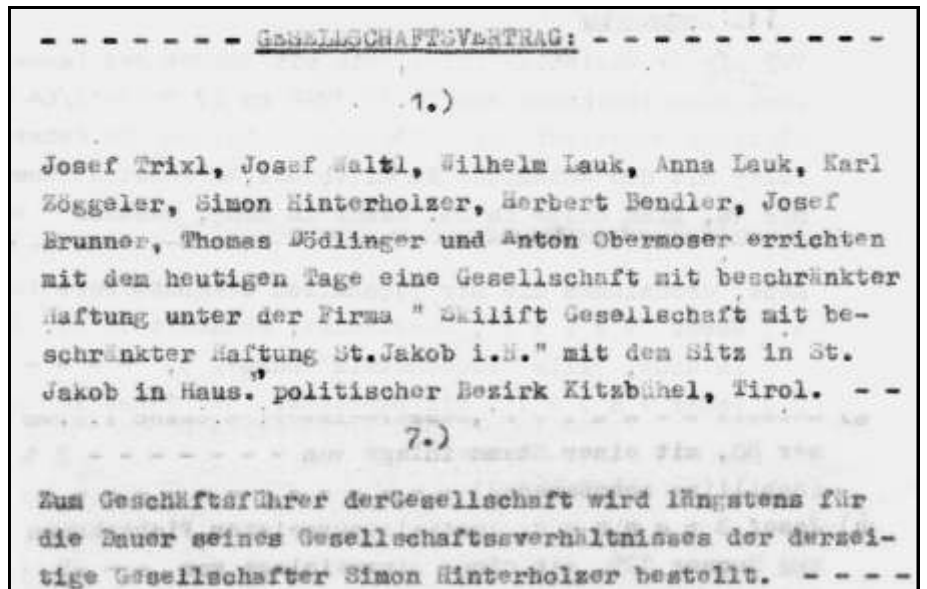 - - - - - - - GESELLSCHAFTSVERTRAG: - - - - - - - - - -
1.)
Josef Trixl, Josef Waltl, Wilhelm Lauk, Anna Lauk, Karl
Zöggeler, Simon Hinterholzer, Herbert Bendler, Josef
Brunner, Thomas Dödlinger und Anton Obermoser errichten
mit dem heutigen Tage eine Gesellschaft mit beschränkter
Haftung unter der Firma " Skilift Gesellschaft mit be-
schränkter Haftung St.Jakob i.H." mit dem Sitz in St.
Jakob in Haus." politischer Bezirk Kitzbühel, Tirol. - -
7.)
Zum Geschäftsführer derGesellschaft wird längstens für
die Dauer seines Gesellschaftsverhältnisses der derzei-
tige Gesellschafter Simon Hinterholzer bestellt. - - - -